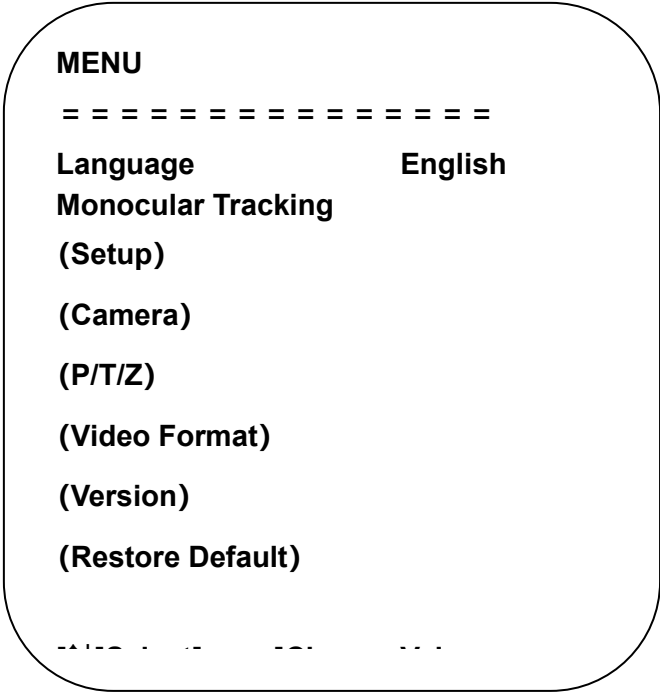 MENU
= = = = = = = = = = = = = = =
Language English
Monocular Tracking
(Setup)
(Camera)
(P/T/Z)
(Video Format)
(Version)
(Restore Default)